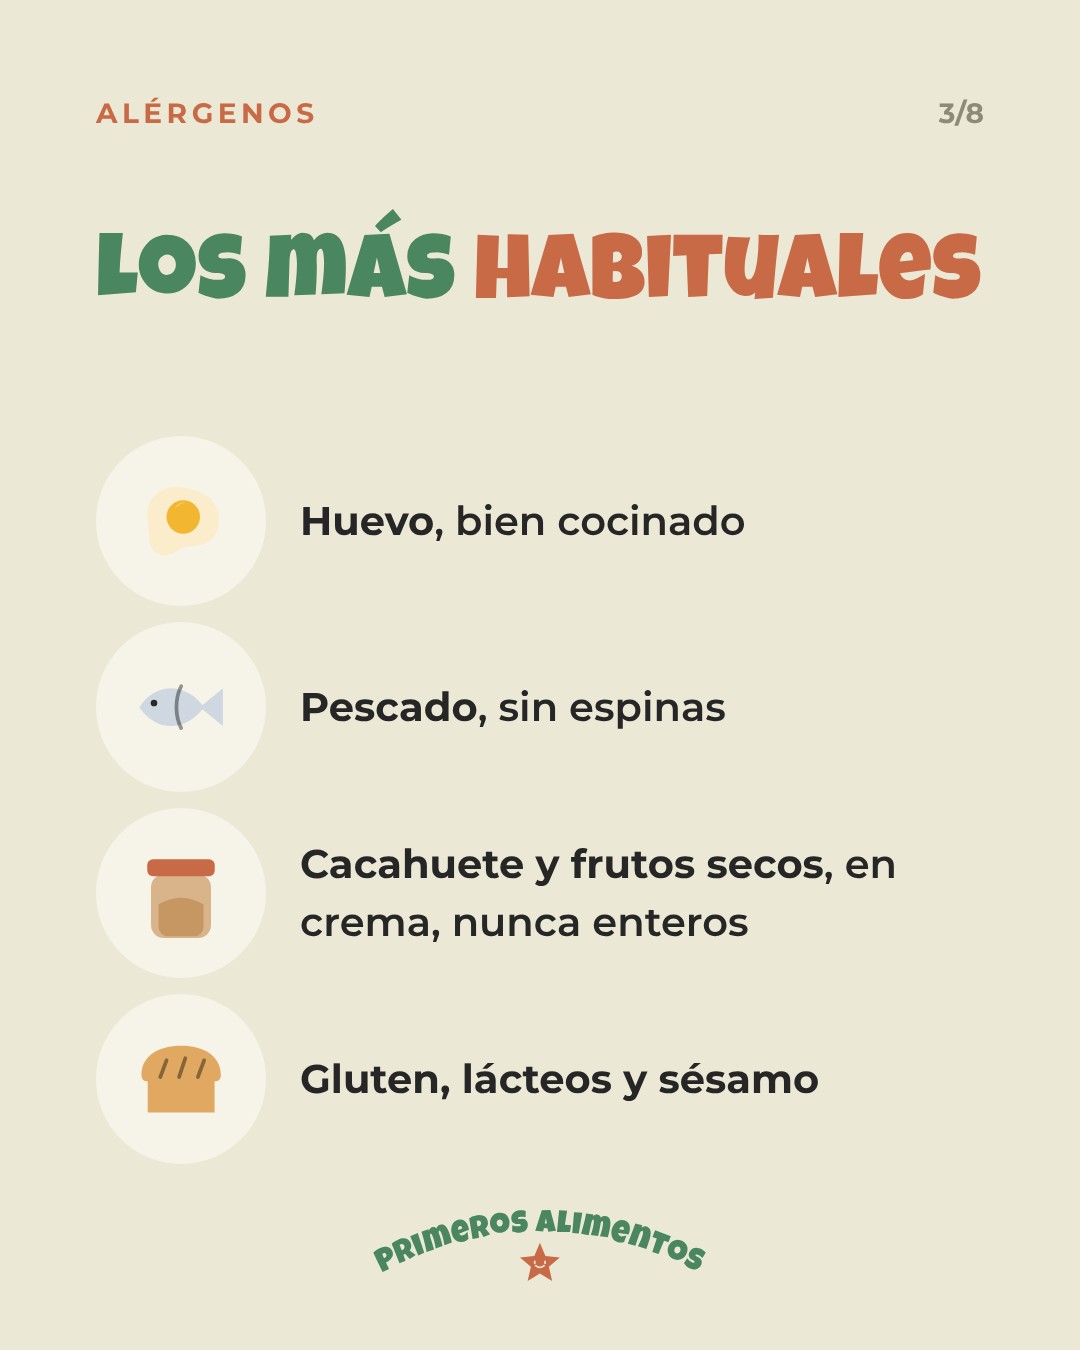 ALÉRGENOS
3/8
LOS MÁS HABITUALES
Huevo, bien cocinado
Pescado, sin espinas
Cacahuete y frutos secos, en
crema, nunca enteros
Gluten, lácteos y sésamo
PRIMEROS ALIMENTOS